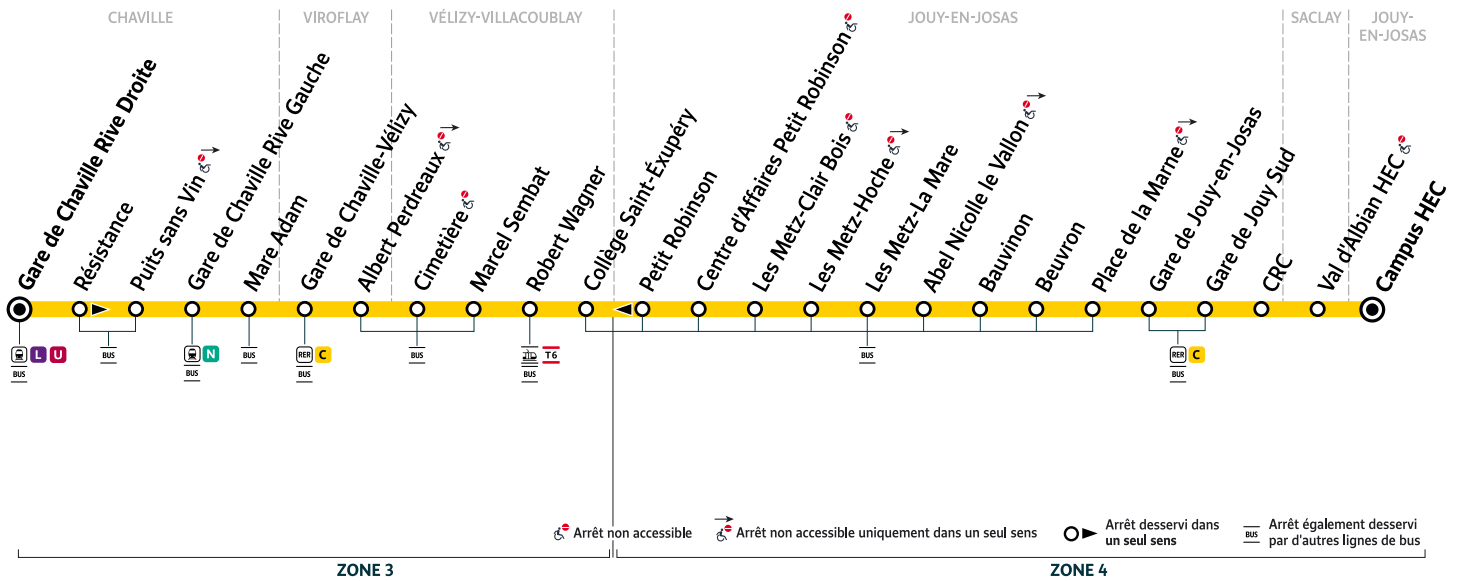 CHAVILLE
VIROFLAY
VÉLIZY-VILLACOUBLAY
JOUY-EN-JOSAS
SACLAY
JOUY-
EN-JOSAS
Gare de Chaville Rive Droite
Résistance
Puits sans Vin
Gare de Chaville Rive Gauche
Mare Adam
Gare de Chaville-Vélizy
Albert Perdreaux
Cimetière
Marcel Sembat
Robert Wagner
Collège Saint-Éxupéry
Petit Robinson
Centre d'Affaires Petit Robinson
Les Metz-Clair Bois
Les Metz-Hoche
Les Metz-La Mare
Abel Nicolle le Vallon
Bauvinon
Beuvron
Place de la Marne
Gare de Jouy-en-Josas
Gare de Jouy Sud
CRC
Val d'Albian HEC
Campus HEC
L U
BUS
BUS
N
BUS
BUS
RER C
BUS
BUS
T6
BUS
BUS
RER C
BUS
Arrêt non accessible
Arrêt non accessible uniquement dans un seul sens
Arrêt desservi dans
un seul sens
BUS
Arrêt également desservi
par d'autres lignes de bus
ZONE 3
ZONE 4